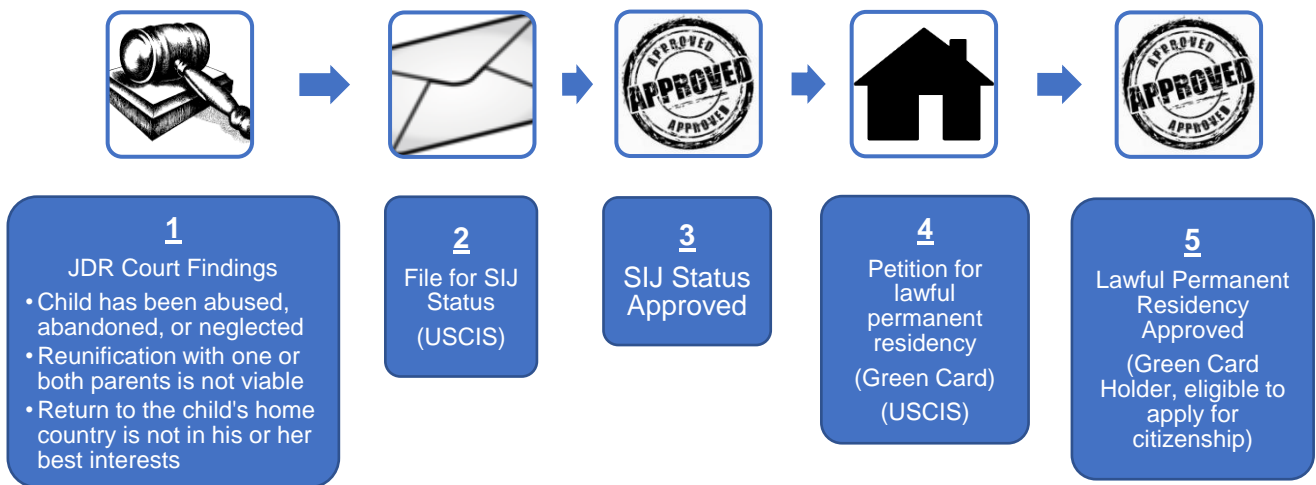 APPROVED
APPROVED
APPROVED
APPROVED
APPROVED
APPROVED
1
JDR Court Findings
• Child has been abused,
abandoned, or neglected
• Reunification with one or
both parents is not viable
• Return to the child's home
country is not in his or her
best interests
2
File for SIJ
Status
(USCIS)
3
SIJ Status
Approved
4
Petition for
lawful
permanent
residency
(Green Card)
(USCIS)
5
Lawful Permanent
Residency
Approved
(Green Card
Holder, eligible to
apply for
citizenship)